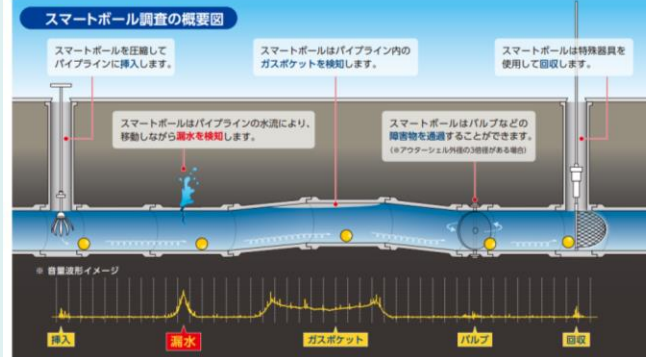 スマートボール調査の概要図
スマートボールを圧縮して
パイプラインに挿入します。
スマートボールはパイプライン内の
ガスポケットを検知します。
スマートボールは特殊器具を
使用して回収します。
スマートボールはパイプラインの水流により、
移動しながら漏水を検知します。
スマートボールはバルブなどの
障害物を通過することができます。
(※アウターシェル外径の3倍径がある場合)
※ 音量波形イメージ
挿入
漏水
ガスポケット
バルブ
回収